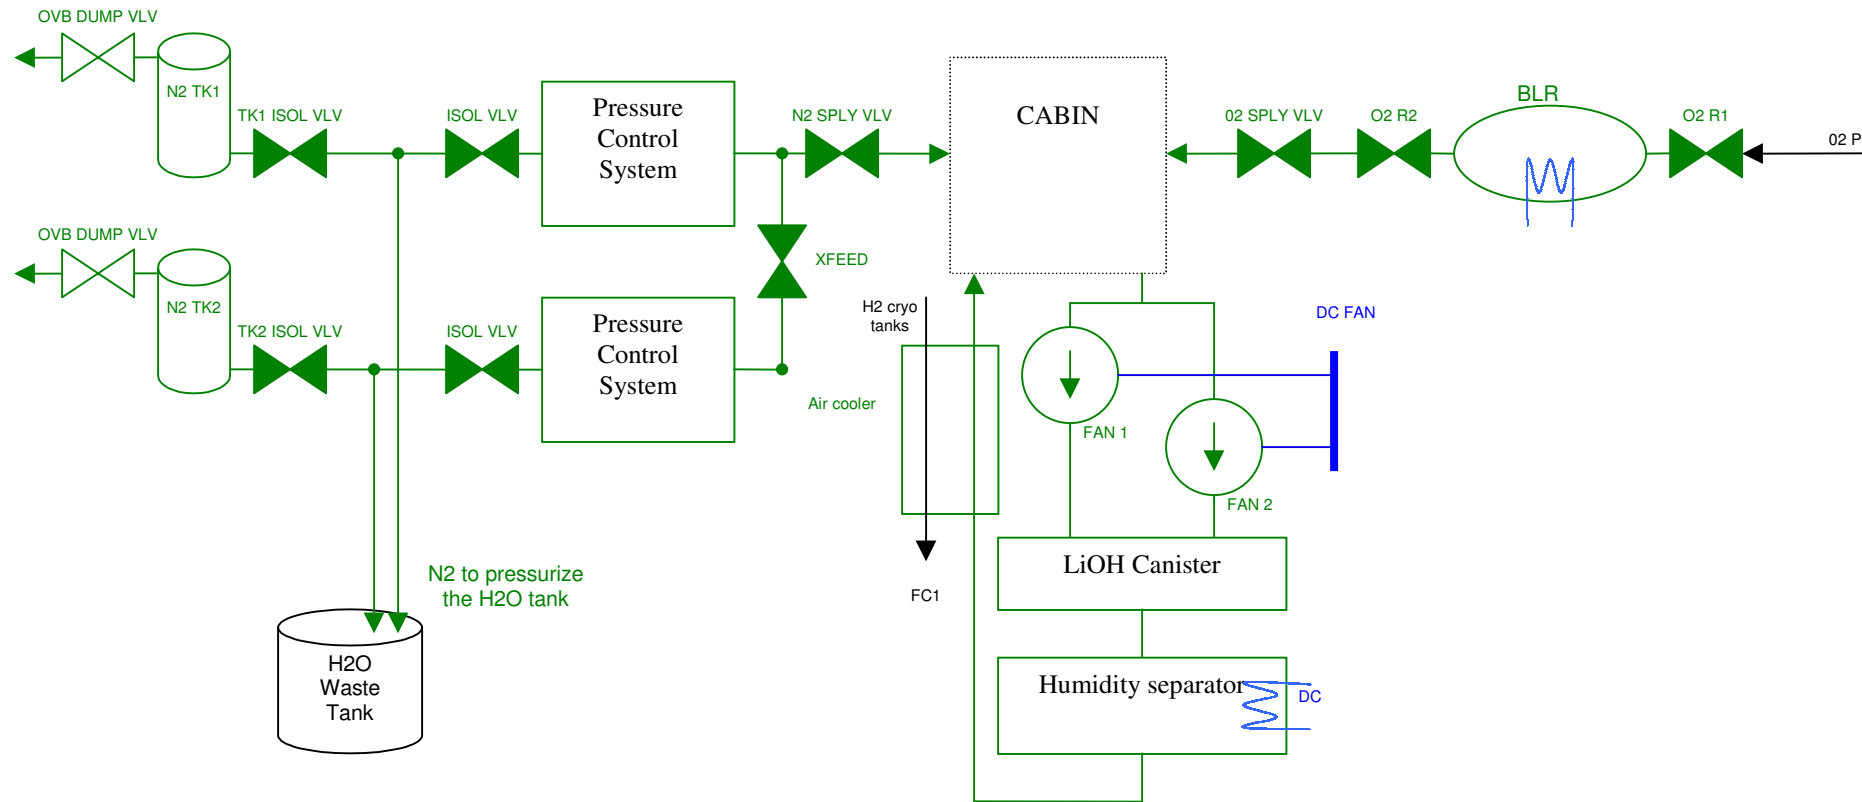 OVB DUMP VLV
N2 TK1
TK1 ISOL VLV
ISOL VLV
Pressure
Control
System
N2 SPLY VLV
CABIN
02 SPLY VLV
O2 R2
BLR
O2 R1
02 P
OVB DUMP VLV
N2 TK2
TK2 ISOL VLV
ISOL VLV
Pressure
Control
System
XFEED
H2 cryo
tanks
Air cooler
FC1
DC FAN
FAN 1
FAN 2
LiOH Canister
Humidity separator
DC
N2 to pressurize
the H2O tank
H2O
Waste
Tank